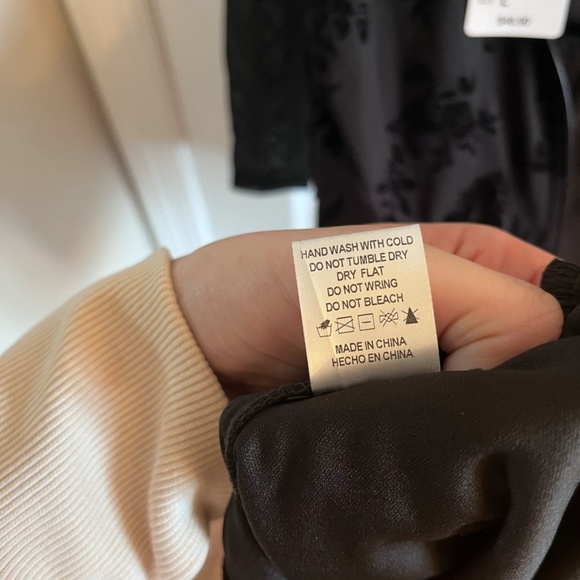 HAND WASH WITH COLD
DO NOT TUMBLE DRY
DRY FLAT
DO NOT WRING
DO NOT BLEACH
MADE IN CHINA
HECHO EN CHINA